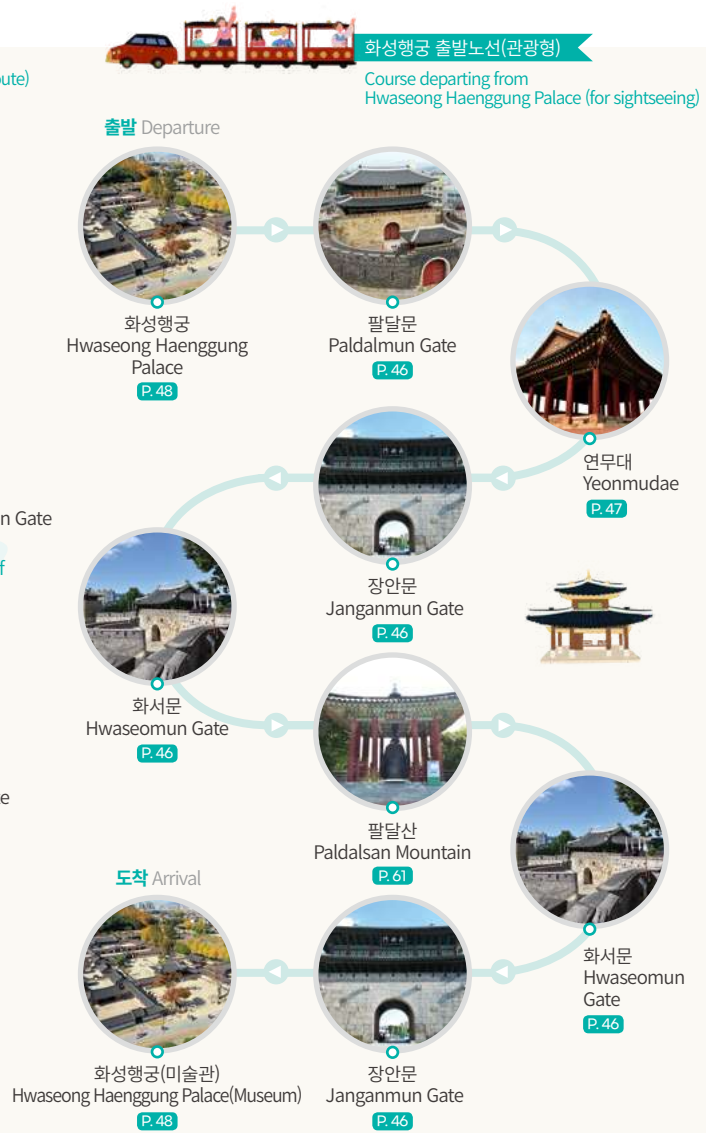 화성행궁 출발노선(관광형)
oute)
Course departing from
Hwaseong Haenggung Palace (for sightseeing)
출발 Departure
화성행궁
Hwaseong Haenggung
Palace
P. 48
팔달문
Paldalmun Gate
P. 46
연무대
Yeonmudae
P. 47
장안문
Janganmun Gate
P. 46
n Gate
f
화서문
Hwaseomun Gate
P. 46
팔달산
Paldalsan Mountain
P. 61
te
화서문
Hwaseomun
Gate
P. 46
장안문
Janganmun Gate
P. 46
도착 Arrival
화성행궁(미술관)
Hwaseong Haenggung Palace(Museum)
P. 48